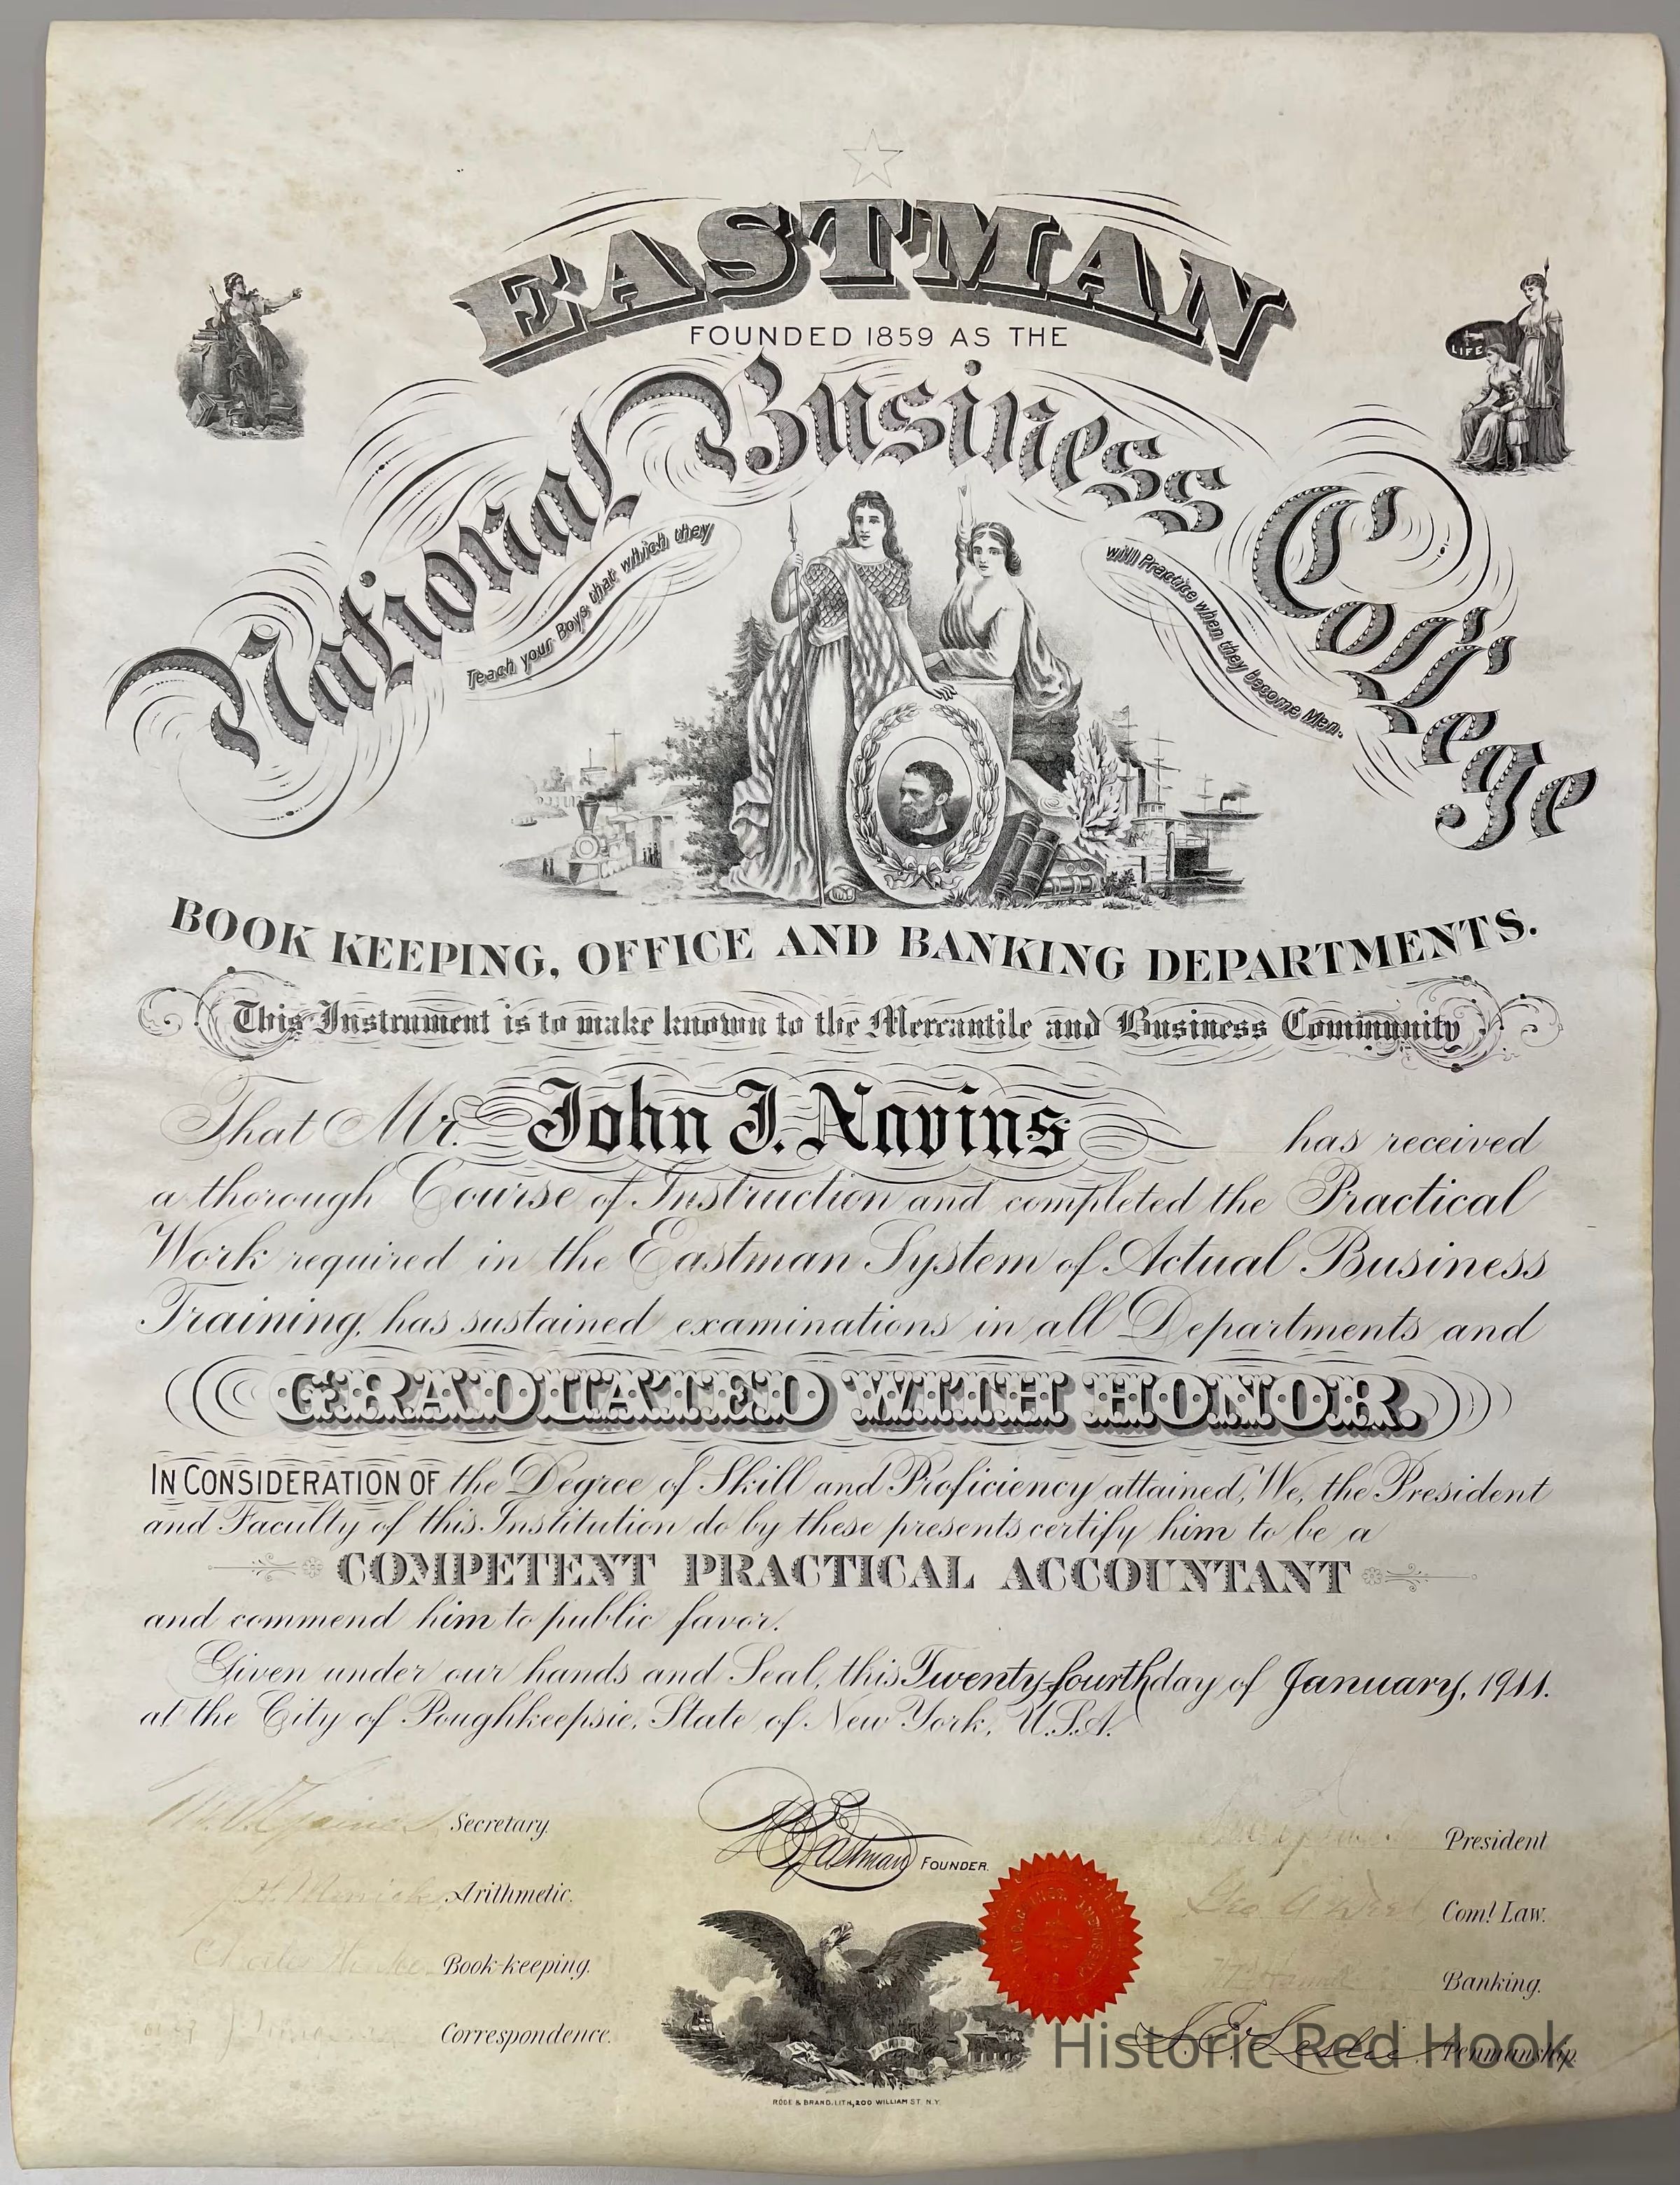 EASTMAN
FOUNDED 1859 AS THE
National Business College
LIFE
Teach your Boys that which they
will Practice when they become Men.
BOOK KEEPING, OFFICE AND BANKING DEPARTMENTS.
This Instrument is to make known to the Mercantile and Business Community
That Mr. John J. Navins has received
a thorough Course of Instruction and completed the Practical
Work required in the Eastman System of Actual Business
Training, has sustained examinations in all Departments and
GRADUATED WITH HONOR.
IN CONSIDERATION OF the Degree of Skill and Proficiency attained, We, the President
and Faculty of this Institution do by these presents certify him to be a
COMPETENT PRACTICAL ACCOUNTANT
and commend him to public favor.
Given under our hands and Seal, this Twenty-fourth day of January, 1911.
at the City of Poughkeepsie, State of New York, U.S.A.
Secretary.
Eastman FOUNDER.
President
Arithmetic.
Geo. Com! Law.
Charles Book-keeping.
Banking.
Correspondence.
S. E. Leslie Penmanship.
Historic Red Hook
RÖDE & BRAND, LITH, 200 WILLIAM ST. N.Y.